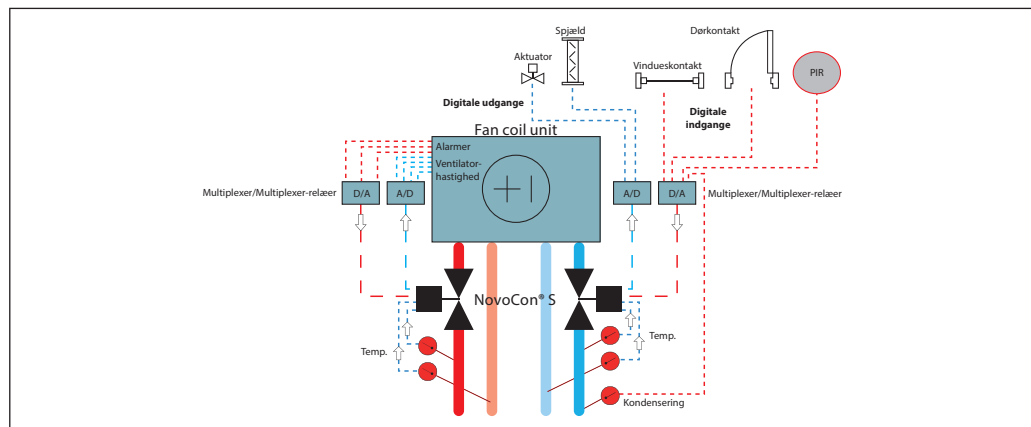 Spjæld
Dørkontakt
Aktuator
Vindueskontakt
PIR
Digitale udgange
Digitale
indgange
Fan coil unit
Alarmer
Ventilator-
hastighed
Multiplexer/Multiplexer-relæer
D/A
A/D
A/D
D/A
Multiplexer/Multiplexer-relæer
NovoCon® S
Temp.
Temp.
Kondensering